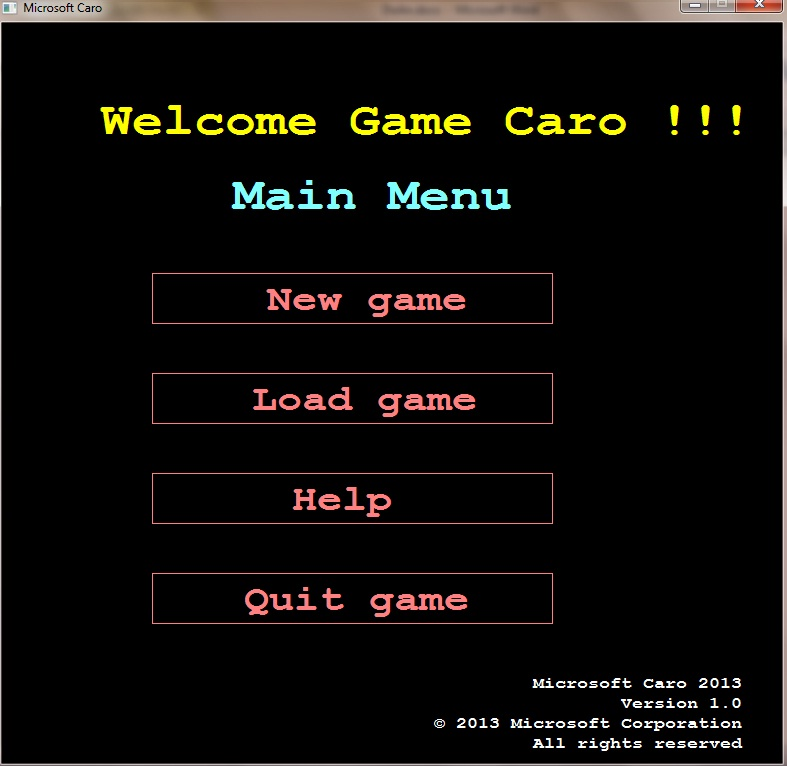 Microsoft Caro
Welcome Game Caro !!!
Main Menu
New game
Load game
Help
Quit game
Microsoft Caro 2013
Version 1.0
© 2013 Microsoft Corporation
All rights reserved